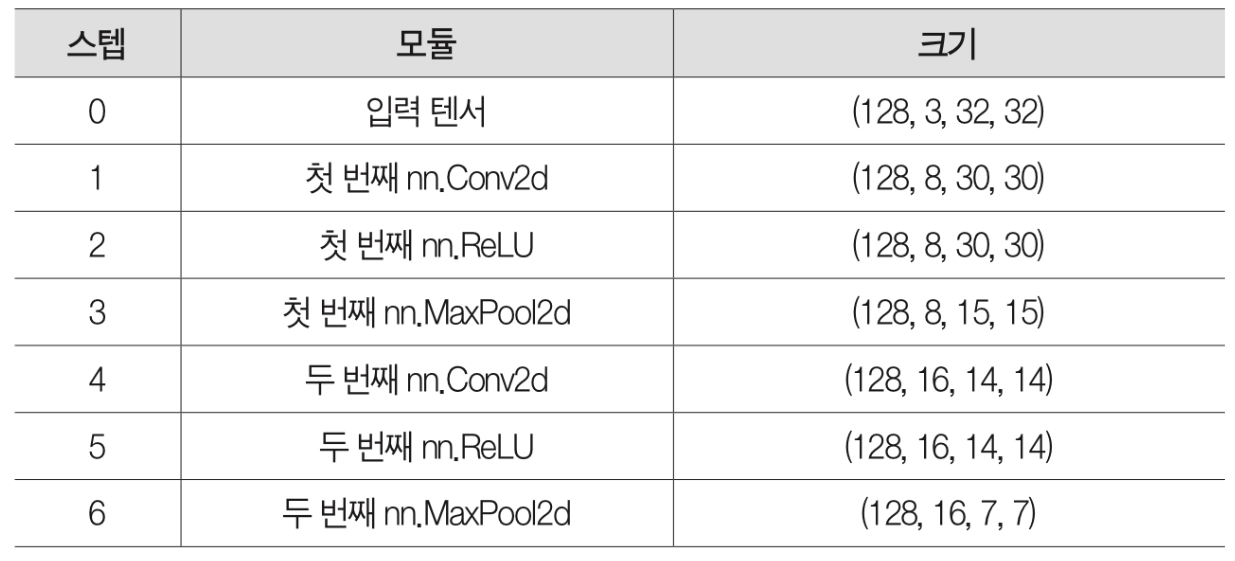 스텝 모듈 크기
0 입력 텐서 (128, 3, 32, 32)
1 첫 번째 nn.Conv2d (128, 8, 30, 30)
2 첫 번째 nn.ReLU (128, 8, 30, 30)
3 첫 번째 nn.MaxPool2d (128, 8, 15, 15)
4 두 번째 nn.Conv2d (128, 16, 14, 14)
5 두 번째 nn.ReLU (128, 16, 14, 14)
6 두 번째 nn.MaxPool2d (128, 16, 7, 7)